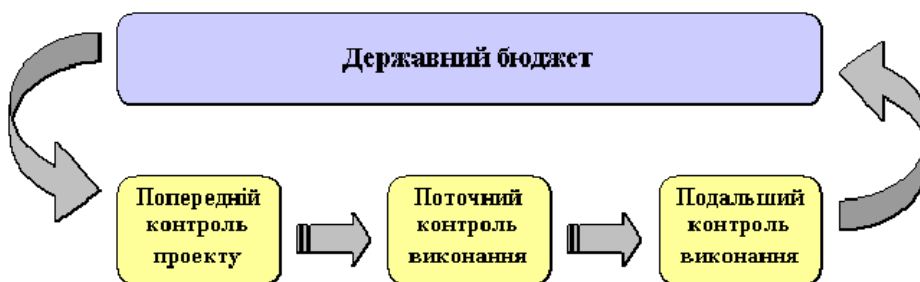 Державний бюджет
Попередній
контроль
проекту
Поточний
контроль
виконання
Подальший
контроль
виконання